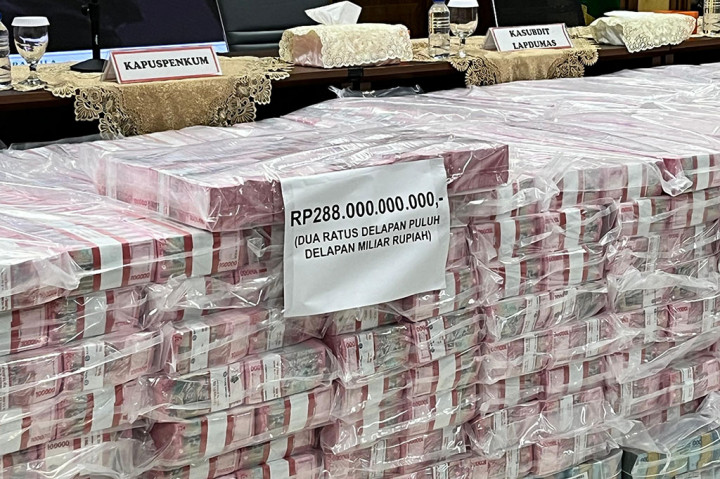 KAPUSPENKUM
KASUBDIT
LAPDUMAS
RP288.000.000.000,-
(DUA RATUS DELAPAN PULUH
DELAPAN MILIAR RUPIAH)